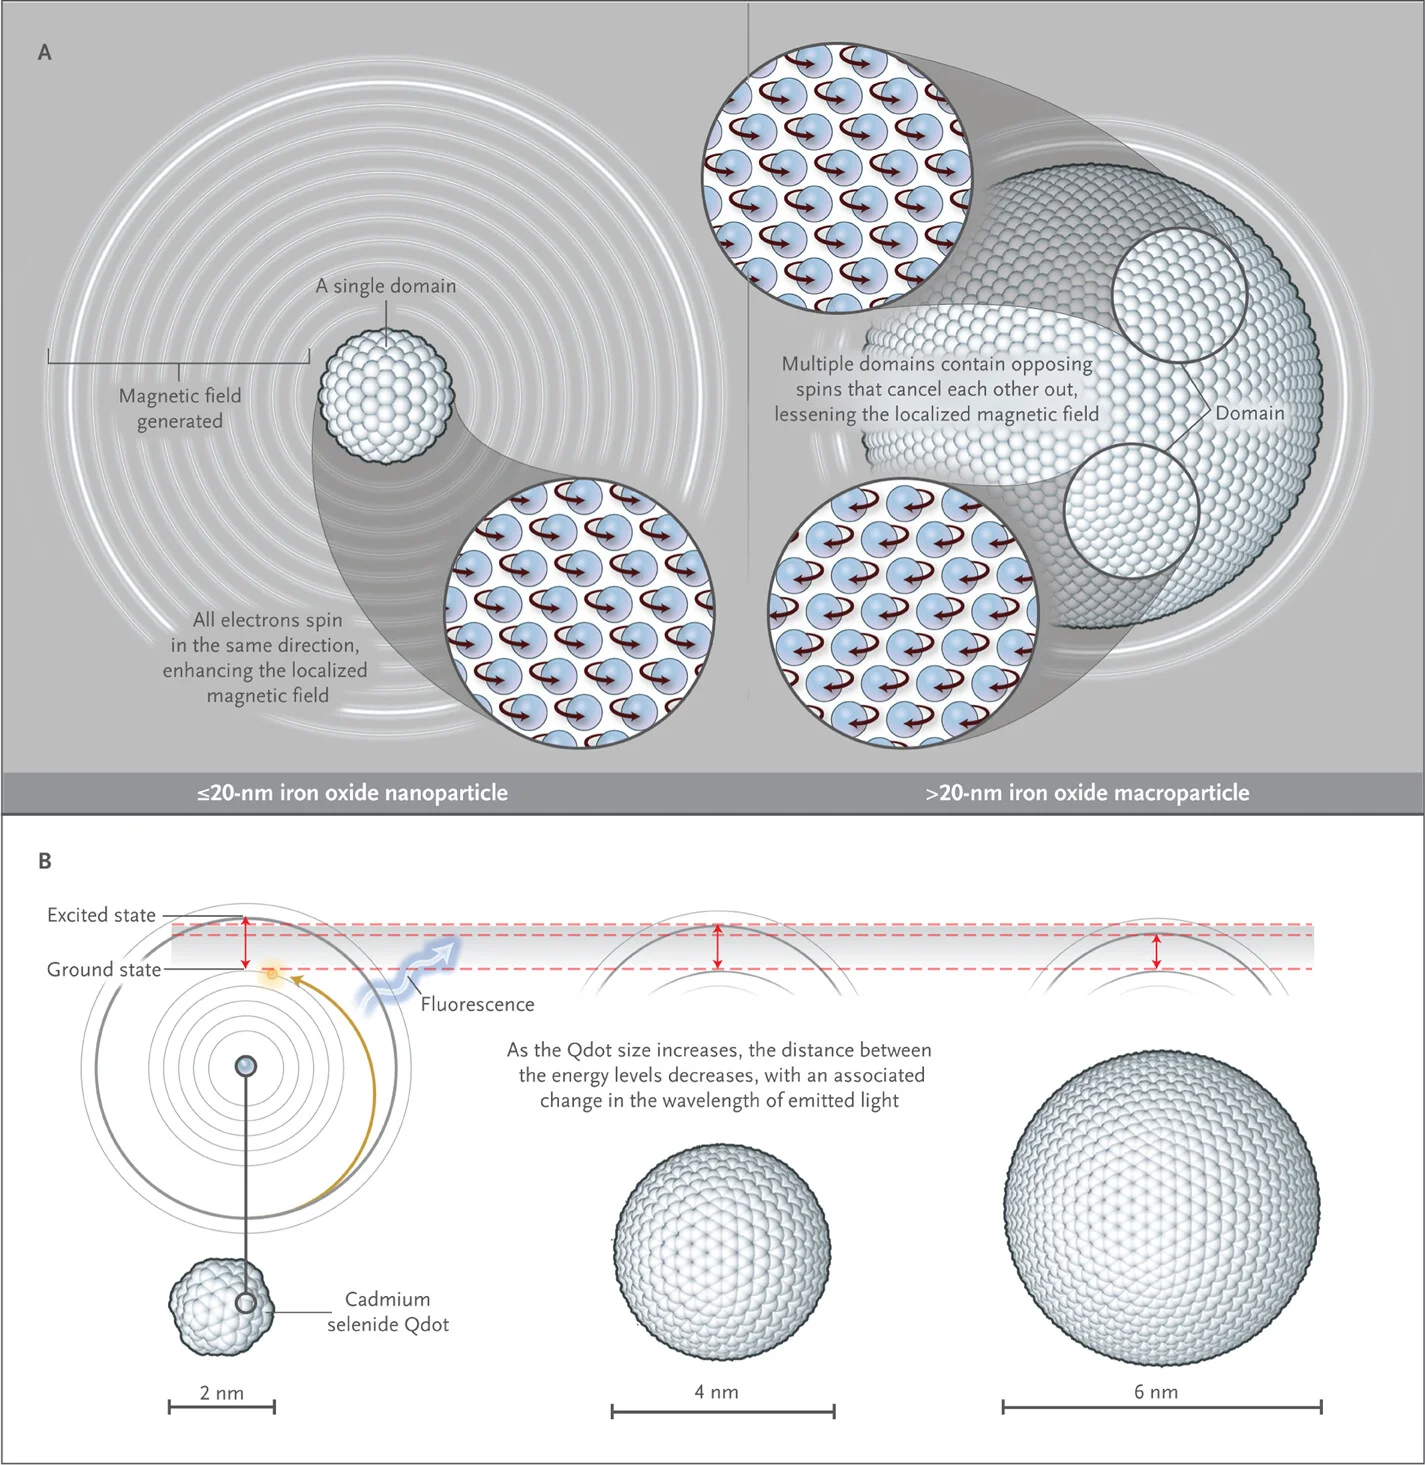 A
A single domain
Magnetic field
generated
All electrons spin
in the same direction,
enhancing the localized
magnetic field
Multiple domains contain opposing
spins that cancel each other out,
lessening the localized magnetic field
Domain
≤20-nm iron oxide nanoparticle
>20-nm iron oxide macroparticle
B
Excited state
Ground state
Fluorescence
As the Qdot size increases, the distance between
the energy levels decreases, with an associated
change in the wavelength of emitted light
Cadmium
selenide Qdot
2 nm
4 nm
6 nm